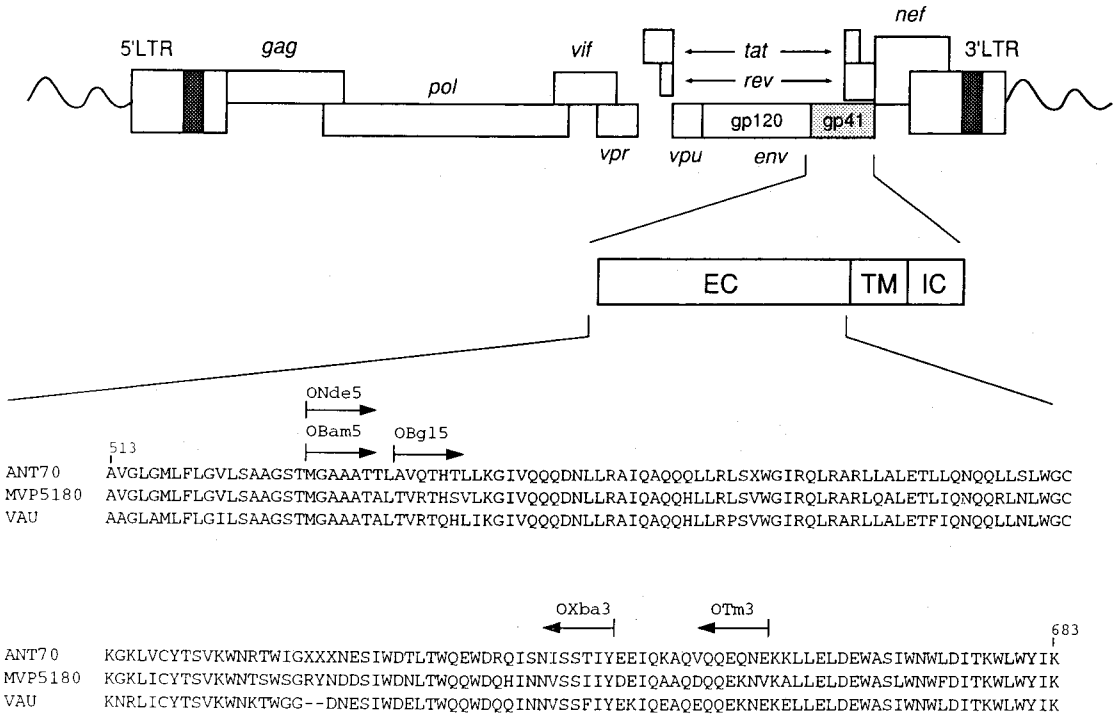 nef
5'LTR gag vif tat 3'LTR
pol rev
gp120 gp41
vpr vpu env
EC TM IC
ONde5
OBam5 OBgl5
513
ANT70 AVGLGMLFLGVLSAAGSTMGAAATTLAVQTHTLLKGIVQQQDNLLRAIQAQQQLLRLSXWGIRQLRARLLALETLLQNQQLLSLWGC
MVP5180 AVGLGMLFLGVLSAAGSTMGAAATALTVRTHSVLKGIVQQQDNLLRAIQAQQHLLRLSVWGIRQLRARLQALETLIQNQQRLNLWGC
VAU AAGLAMLFLGILSAAGSTMGAAATALTVRTQHLIKGIVQQQDNLLRAIQAQQHLLRPSVWGIRQLRARLLALETFIQNQQLLNLWGC
OXba3 OTm3
683
ANT70 KGKLVCYTSVKWNRTWIGXXXNESIWDTLTWQEWDRQISNISSTIYEEIQKAQVQQEQNEKKLLELDEWASIWNWLDITKWLWYIK
MVP5180 KGKLICYTSVKWNTSWSGRYNDDSIWDNLTWQQWDQHINNVSSIIYDEIQAAQDQQEKNVKALLELDEWASLWNWFDITKWLWYIK
VAU KNRLICYTSVKWNKTWGG--DNESIWDELTWQQWDQQINNVSSFIYEKIQEAQEQQEKNEKELLELDEWASIWNWLDITKWLWYIK